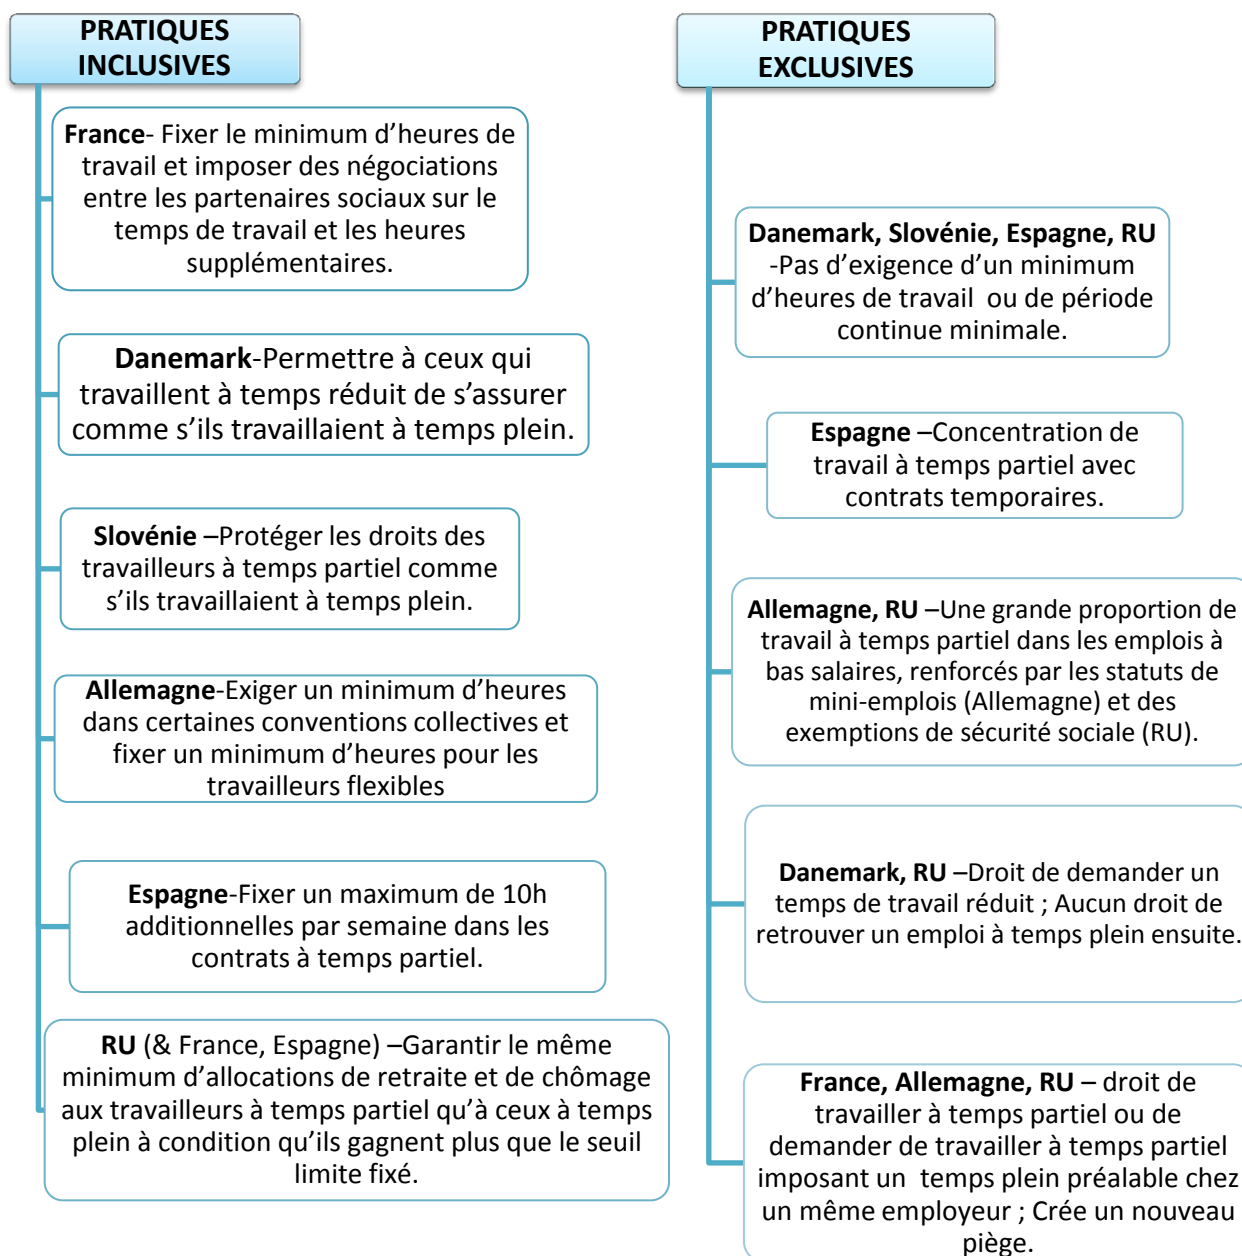 PRATIQUES
INCLUSIVES
France- Fixer le minimum d’heures de
travail et imposer des négociations
entre les partenaires sociaux sur le
temps de travail et les heures
supplémentaires.
Danemark-Permettre à ceux qui
travaillent à temps réduit de s’assurer
comme s’ils travaillaient à temps plein.
Slovénie –Protéger les droits des
travailleurs à temps partiel comme
s’ils travaillaient à temps plein.
Allemagne-Exiger un minimum d’heures
dans certaines conventions collectives et
fixer un minimum d’heures pour les
travailleurs flexibles
Espagne-Fixer un maximum de 10h
additionnelles par semaine dans les
contrats à temps partiel.
RU (& France, Espagne) –Garantir le même
minimum d’allocations de retraite et de chômage
aux travailleurs à temps partiel qu’à ceux à temps
plein à condition qu’ils gagnent plus que le seuil
limite fixé.
PRATIQUES
EXCLUSIVES
Danemark, Slovénie, Espagne, RU
-Pas d’exigence d’un minimum
d’heures de travail ou de période
continue minimale.
Espagne –Concentration de
travail à temps partiel avec
contrats temporaires.
Allemagne, RU –Une grande proportion de
travail à temps partiel dans les emplois à
bas salaires, renforcés par les statuts de
mini-emplois (Allemagne) et des
exemptions de sécurité sociale (RU).
Danemark, RU –Droit de demander un
temps de travail réduit ; Aucun droit de
retrouver un emploi à temps plein ensuite.
France, Allemagne, RU – droit de
travailler à temps partiel ou de
demander de travailler à temps partiel
imposant un temps plein préalable chez
un même employeur ; Crée un nouveau
piège.